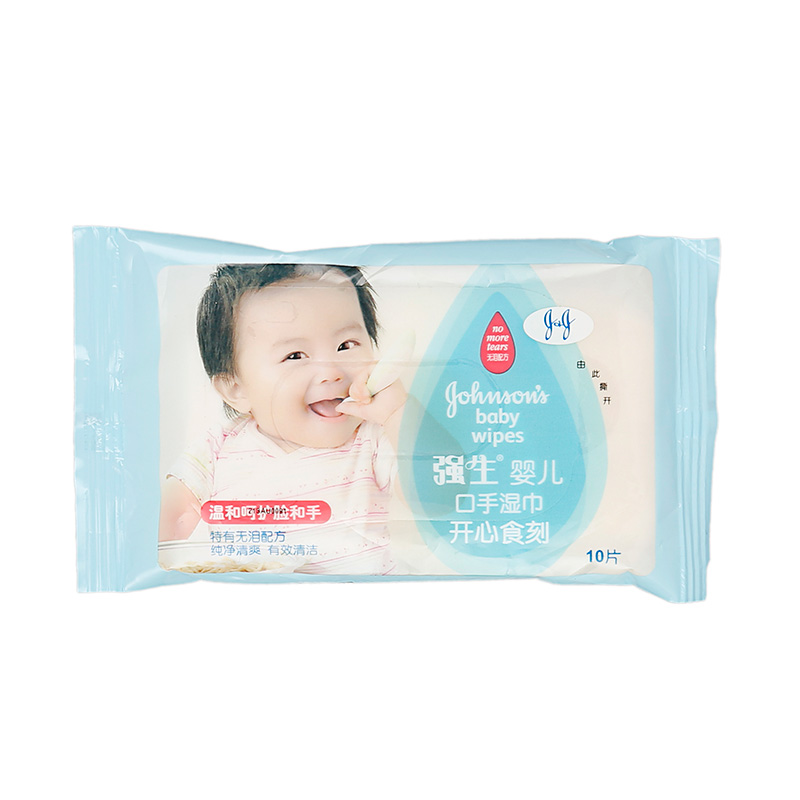 no
more
tears
无泪配方
J&J
由此撕开
Johnson's
baby
wipes
强生® 婴儿
口手湿巾
开心食刻
温和呵护脸和手
特有无泪配方
纯净清爽 有效清洁
10片